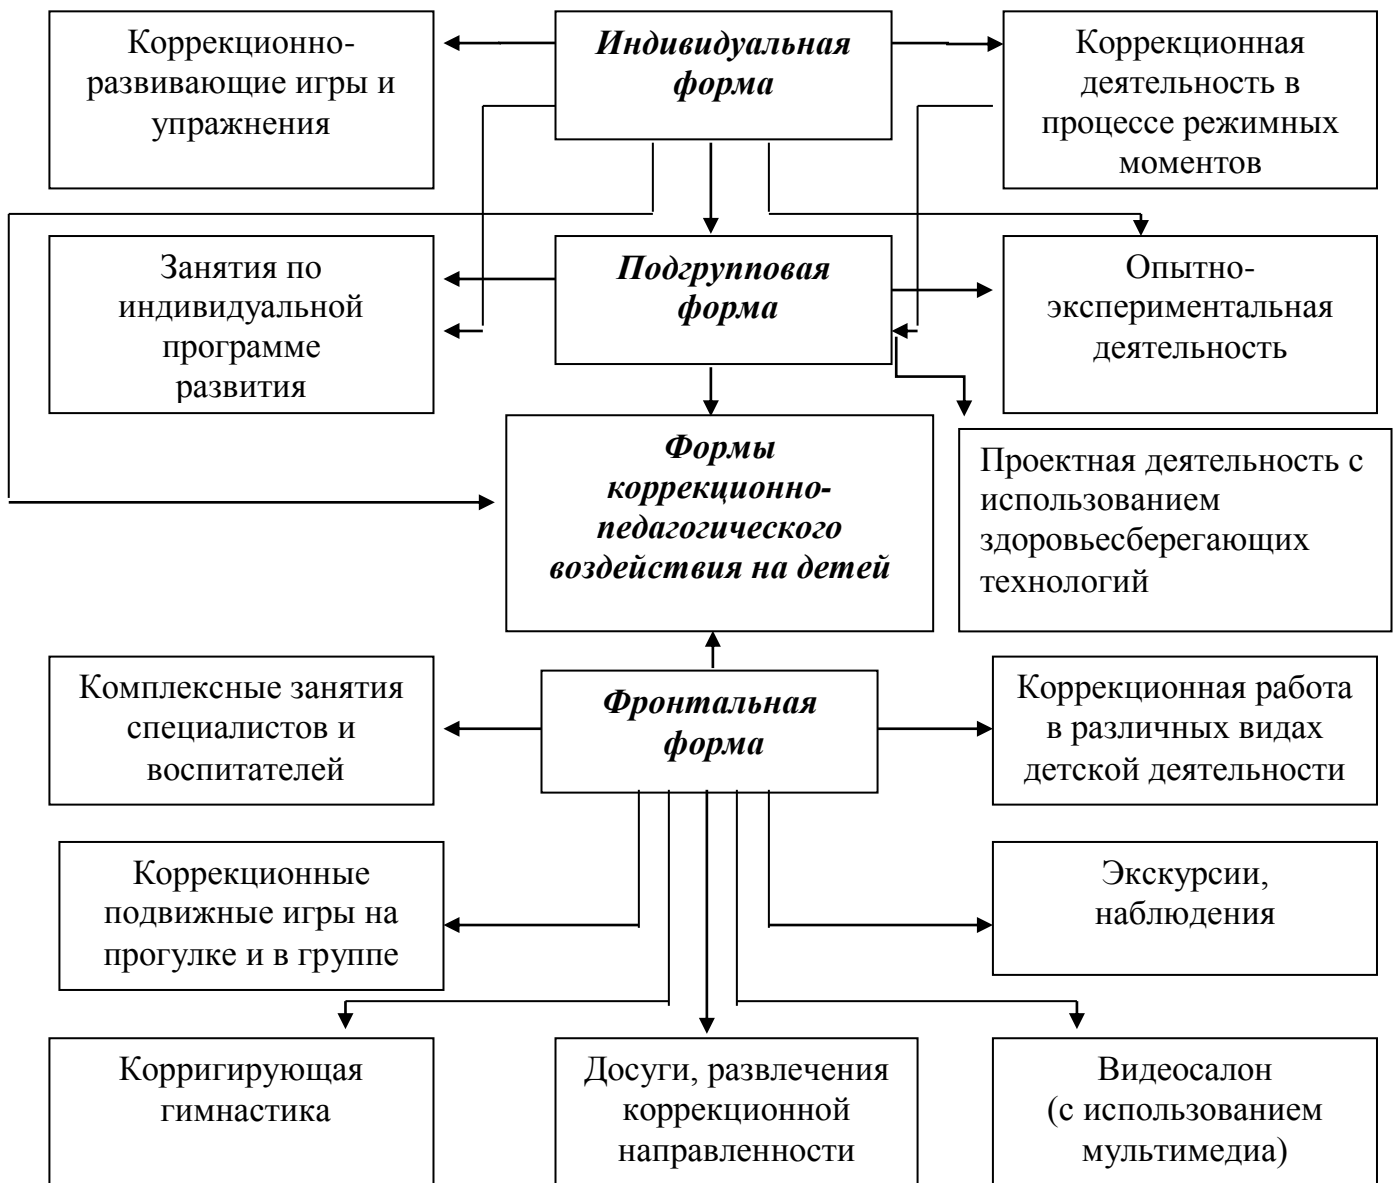 Коррекционно-
развивающие игры и
упражнения
Индивидуальная
форма
Коррекционная
деятельность в
процессе режимных
моментов
Занятия по
индивидуальной
программе
развития
Подгрупповая
форма
Опытно-
экспериментальная
деятельность
Формы
коррекционно-
педагогического
воздействия на детей
Проектная деятельность с
использованием
здоровьесберегающих
технологий
Комплексные занятия
специалистов и
воспитателей
Фронтальная
форма
Коррекционная работа
в различных видах
детской деятельности
Коррекционные
подвижные игры на
прогулке и в группе
Экскурсии,
наблюдения
Корригирующая
гимнастика
Досуги, развлечения
коррекционной
направленности
Видеосалон
(с использованием
мультимедиа)